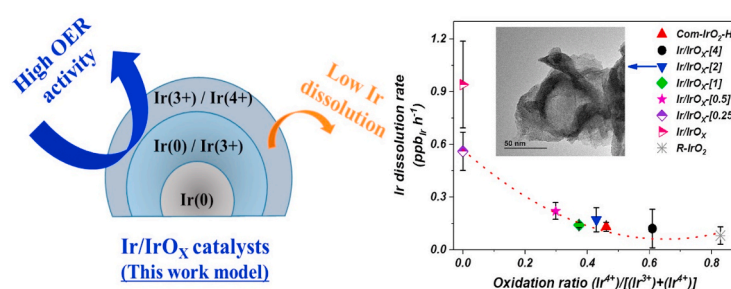 High OER
activity
Low Ir
dissolution
Ir(3+) / Ir(4+)
Ir(0) / Ir(3+)
Ir(0)
Ir/IrOX catalysts
(This work model)
Ir dissolution rate
(ppbIr h-1)
1.2
0.9
0.6
0.3
0.0
0.0
0.2
0.4
0.6
0.8
Oxidation ratio (Ir4+)/[(Ir3+)+(Ir4+)]
50 nm
Com-IrO2-H
Ir/IrOX-[4]
Ir/IrOX-[2]
Ir/IrOX-[1]
Ir/IrOX-[0.5]
Ir/IrOX-[0.25]
Ir/IrOX
R-IrO2